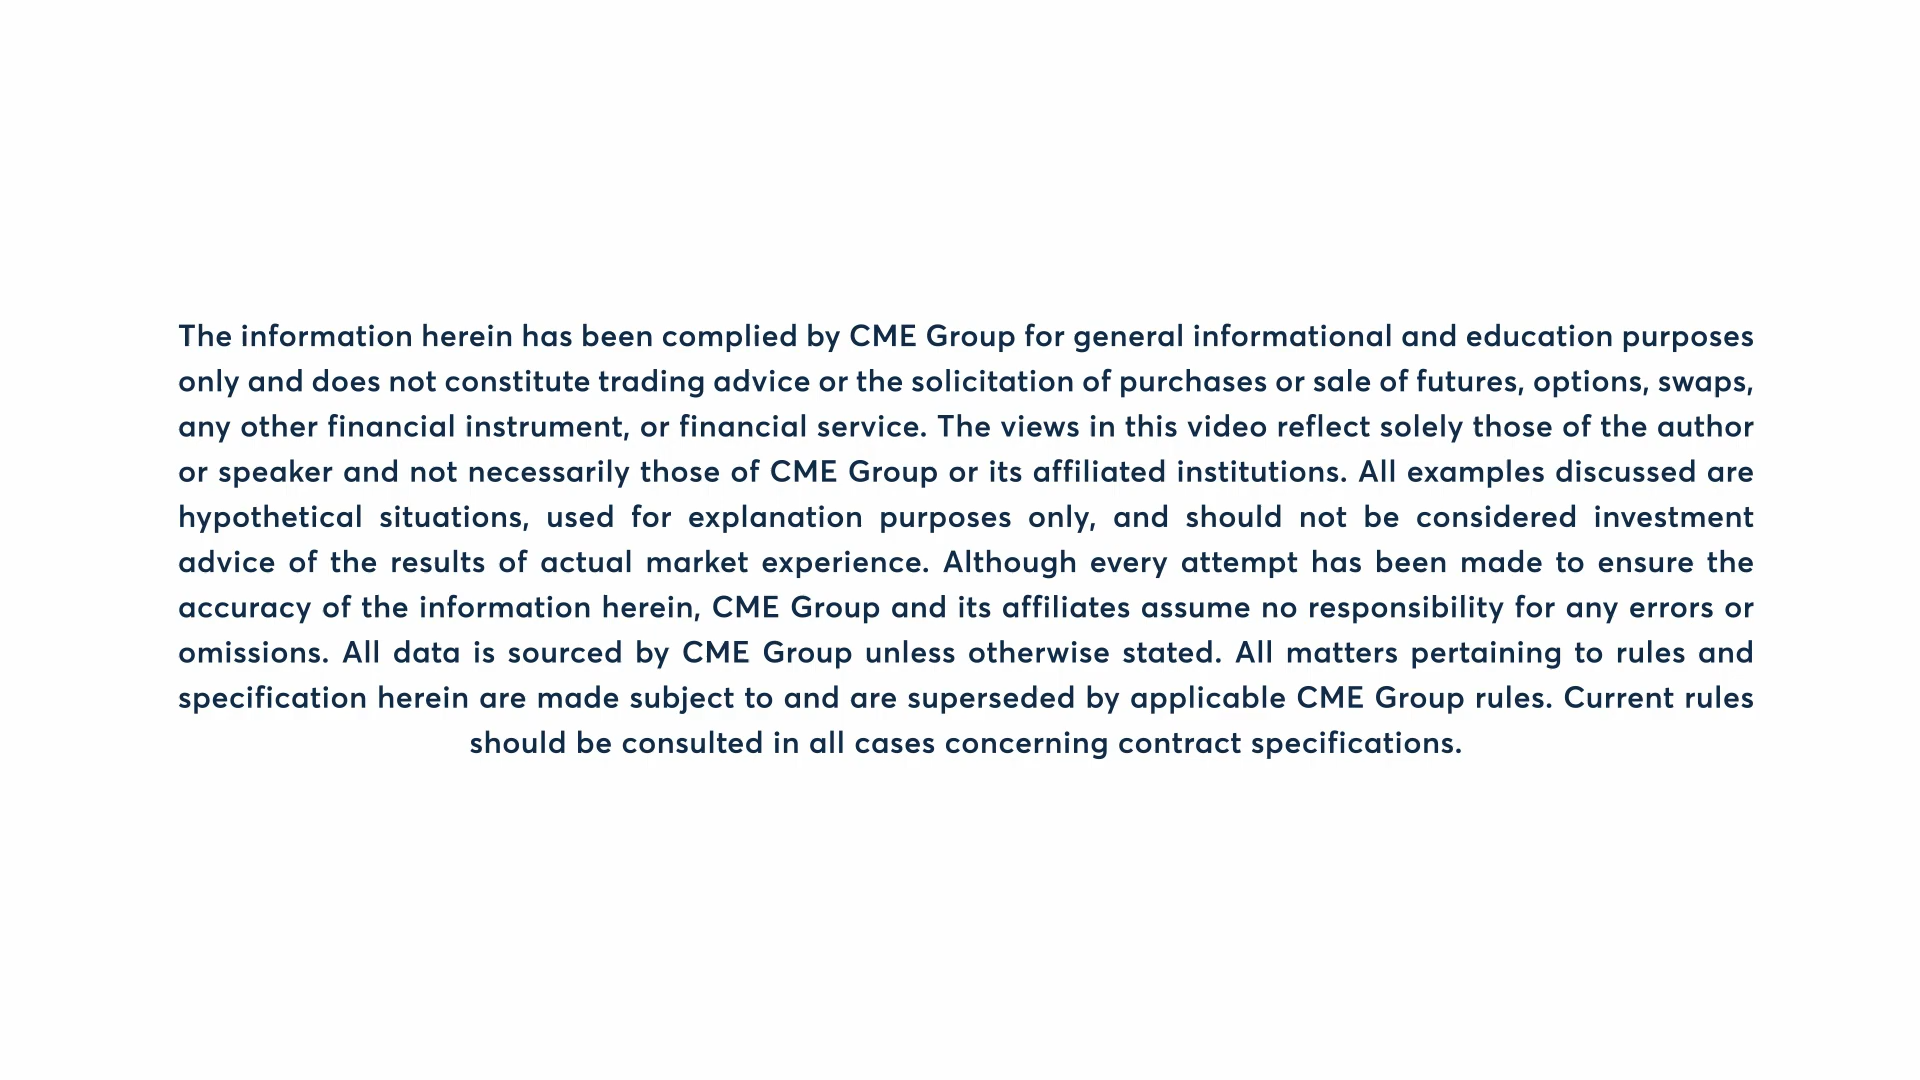 The information herein has been complied by CME Group for general informational and education purposes
only and does not constitute trading advice or the solicitation of purchases or sale of futures, options, swaps,
any other financial instrument, or financial service. The views in this video reflect solely those of the author
or speaker and not necessarily those of CME Group or its affiliated institutions. All examples discussed are
hypothetical situations, used for explanation purposes only, and should not be considered investment
advice of the results of actual market experience. Although every attempt has been made to ensure the
accuracy of the information herein, CME Group and its affiliates assume no responsibility for any errors or
omissions. All data is sourced by CME Group unless otherwise stated. All matters pertaining to rules and
specification herein are made subject to and are superseded by applicable CME Group rules. Current rules
should be consulted in all cases concerning contract specifications.